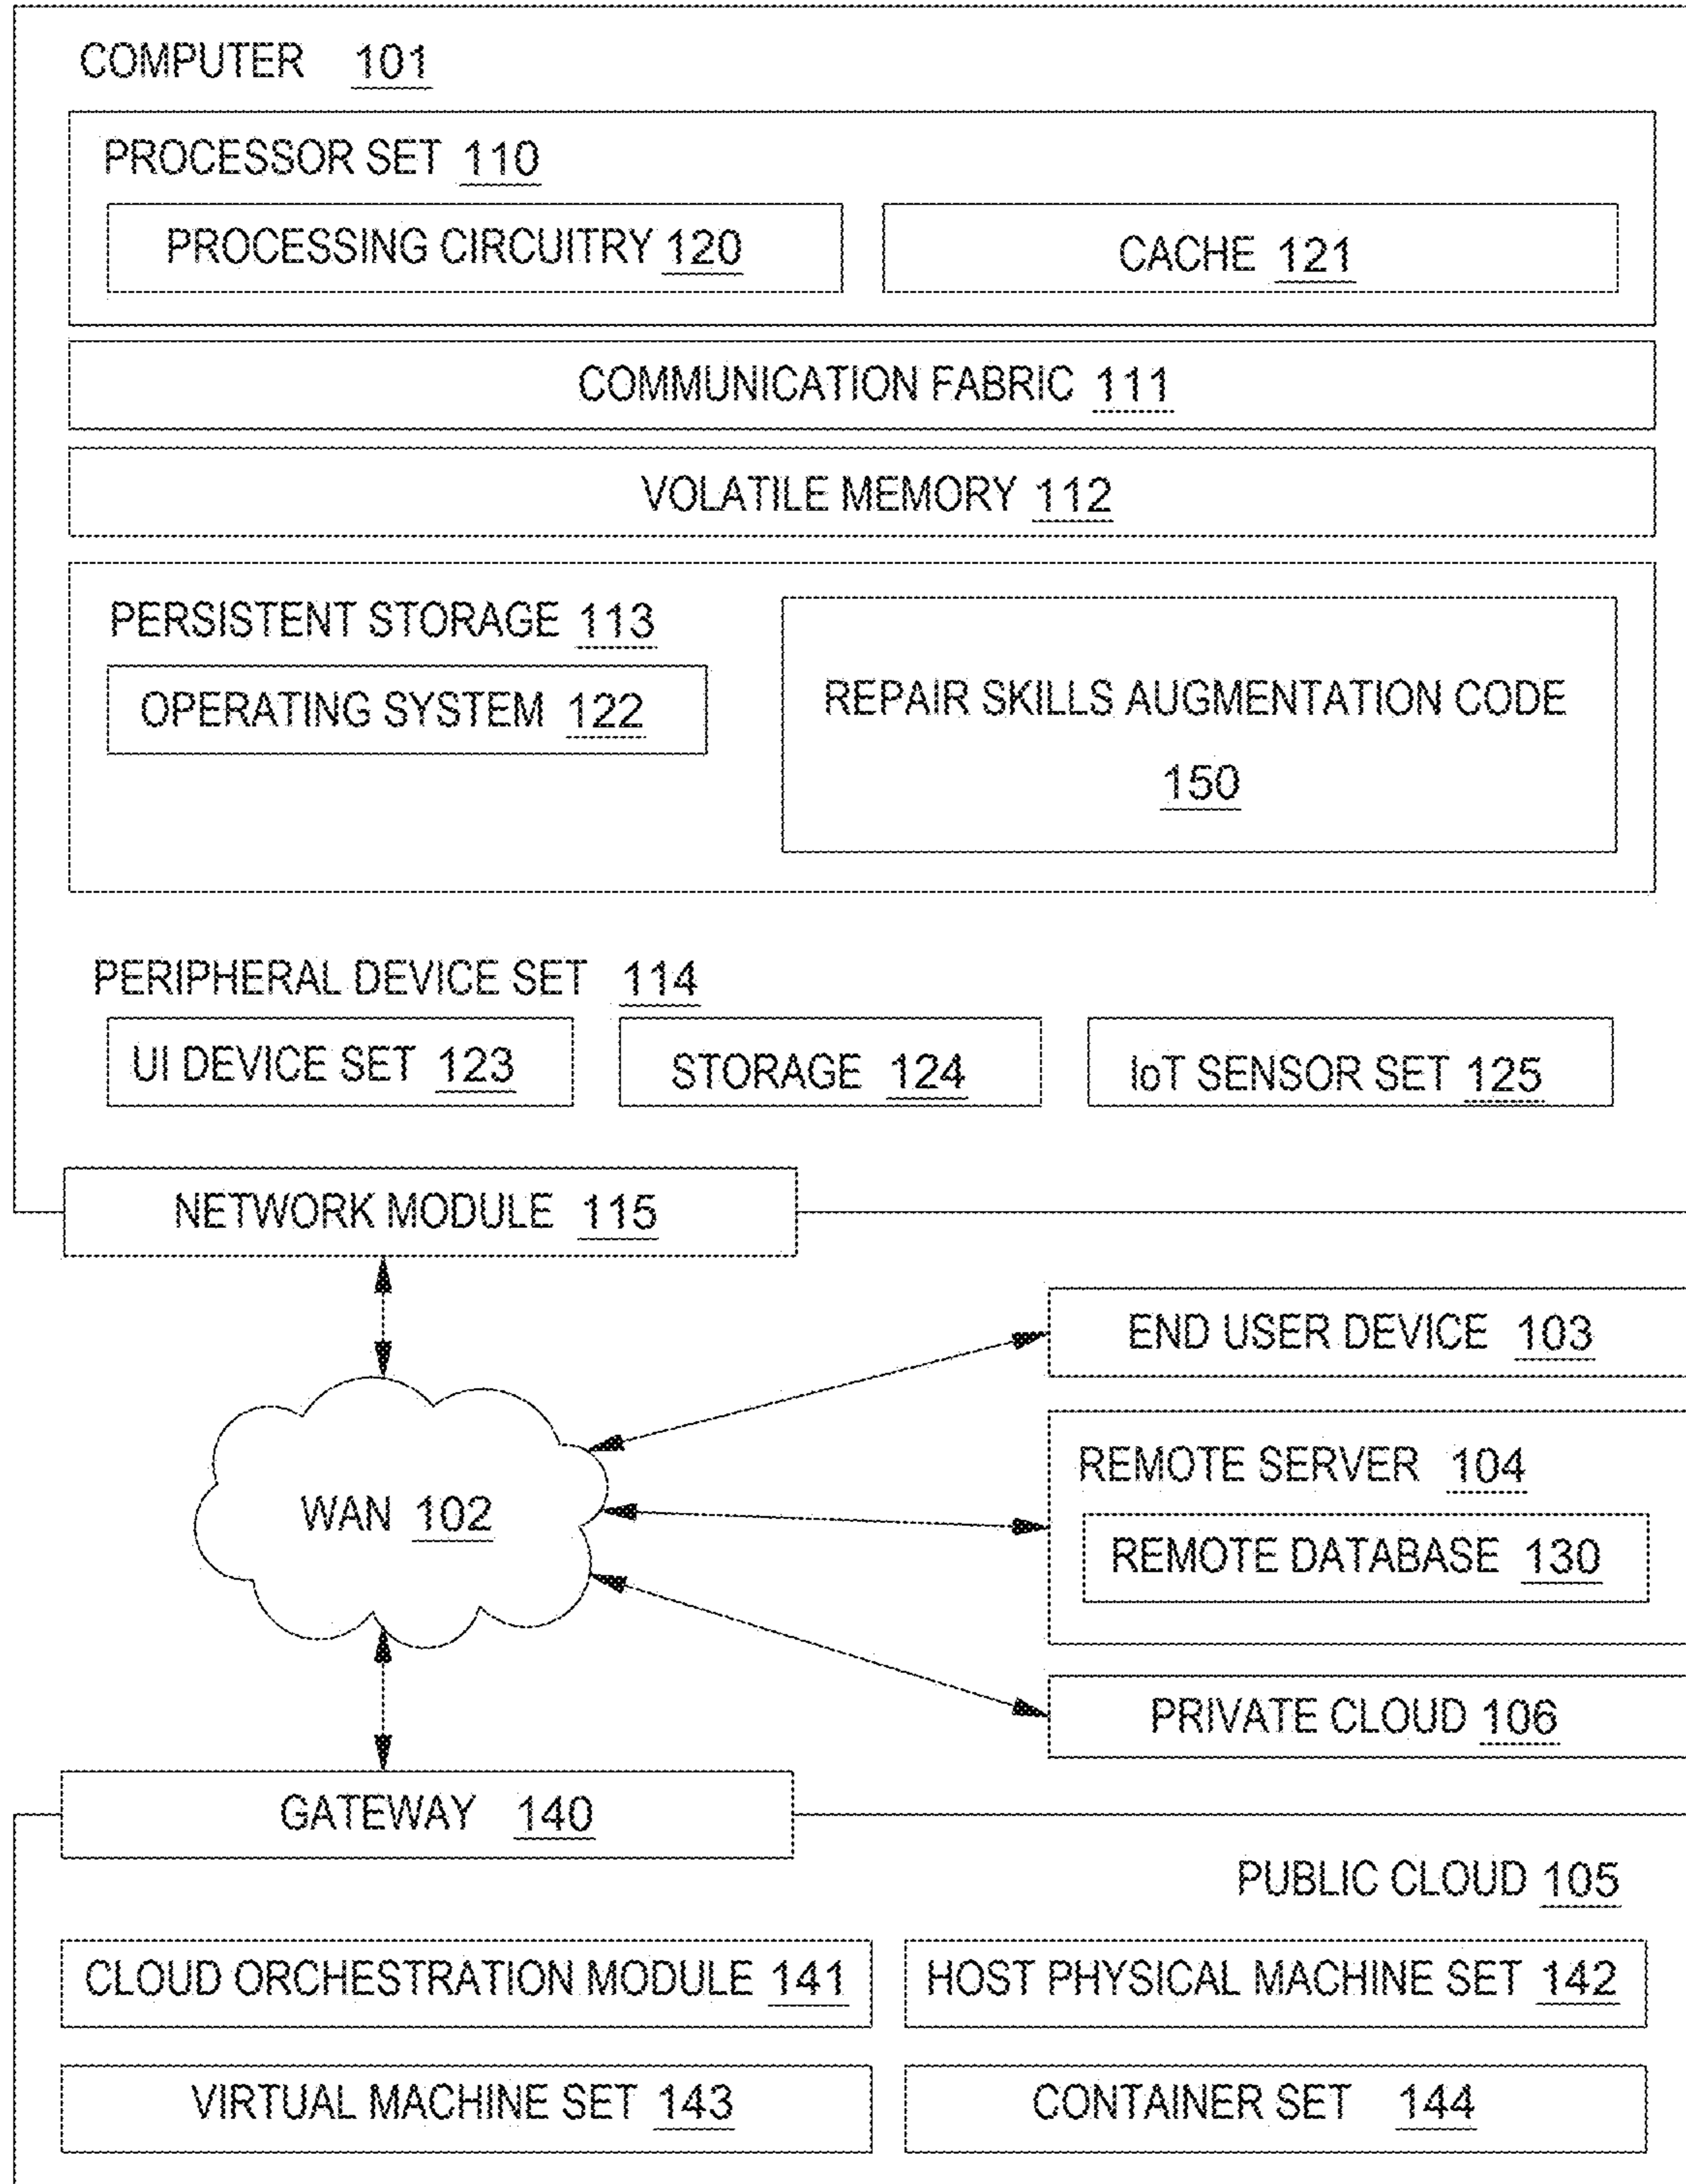 COMPUTER 101
PROCESSOR SET 110
PROCESSING CIRCUITRY 120
CACHE 121
COMMUNICATION FABRIC 111
VOLATILE MEMORY 112
PERSISTENT STORAGE 113
OPERATING SYSTEM 122
REPAIR SKILLS AUGMENTATION CODE
150
PERIPHERAL DEVICE SET 114
UI DEVICE SET 123
STORAGE 124
IoT SENSOR SET 125
NETWORK MODULE 115
END USER DEVICE 103
REMOTE SERVER 104
WAN 102
REMOTE DATABASE 130
PRIVATE CLOUD 106
GATEWAY 140
PUBLIC CLOUD 105
CLOUD ORCHESTRATION MODULE 141
HOST PHYSICAL MACHINE SET 142
VIRTUAL MACHINE SET 143
CONTAINER SET 144